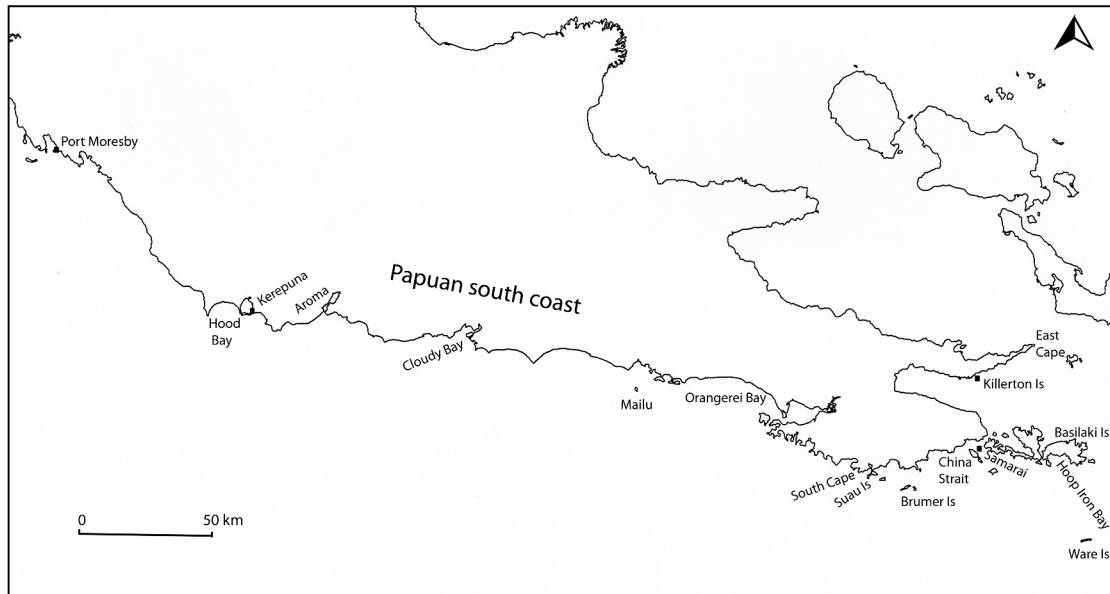 Port Moresby
Papuan south coast
Kerepuna
Aroma
Hood
Bay
Cloudy Bay
East
Cape
Killerton Is
Mailu
Orangerei Bay
Basilaki Is
China
Strait
Samarai
Hoop Iron Bay
South Cape
Suau Is
Brumer Is
0 50 km
Ware Is